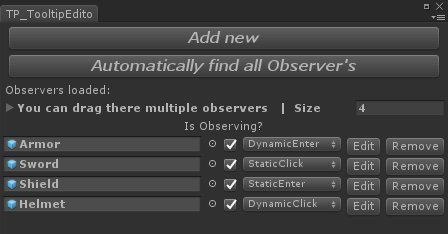 TP_TooltipEdito
Add new
Automatically find all Observer's
Observers loaded:
You can drag there multiple observers | Size 4
Is Observing?
Armor DynamicEnter Edit Remove
Sword StaticClick Edit Remove
Shield StaticEnter Edit Remove
Helmet DynamicClick Edit Remove